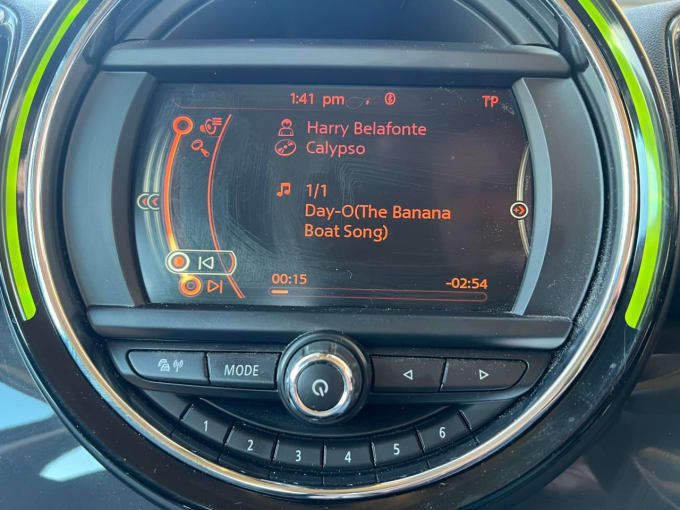 1:41 pm TP
Harry Belafonte
Calypso
1/1
Day-O(The Banana
Boat Song)
00:15 -02:54
MODE
1 2 3 4 5 6